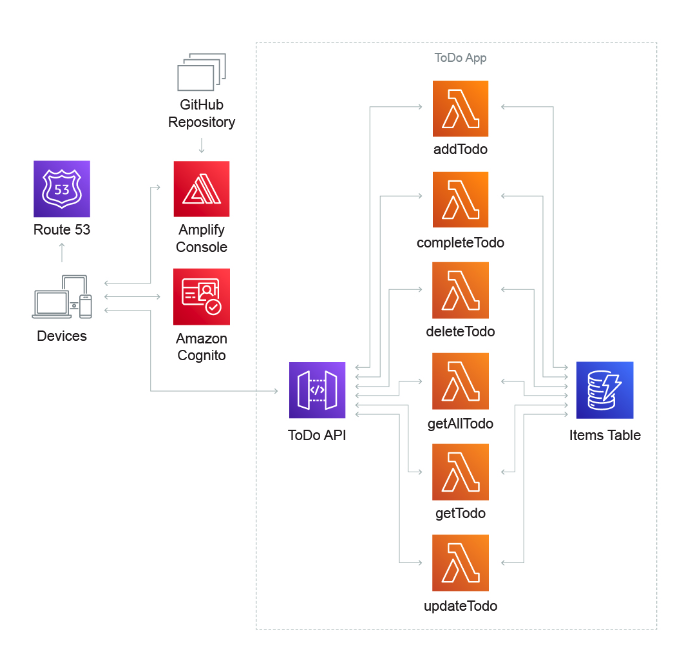 ToDo App
GitHub
Repository
addTodo
53
Route 53
Amplify
Console
completeTodo
Devices
Amazon
Cognito
deleteTodo
</>
ToDo API
getAllTodo
Items Table
getTodo
updateTodo